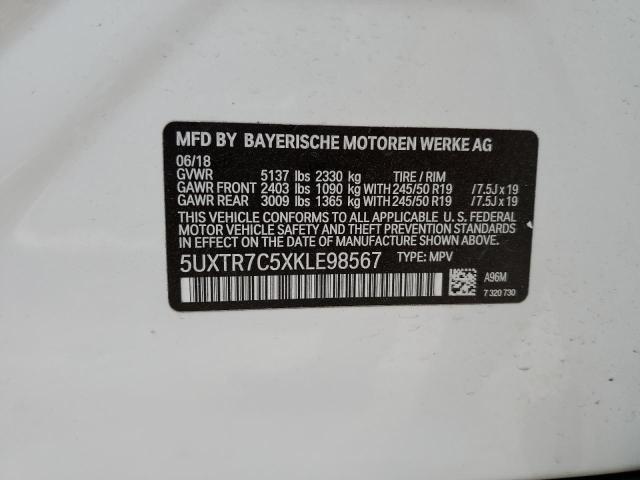 MFD BY BAYERISCHE MOTOREN WERKE AG
06/18
GVWR 5137 lbs 2330 kg TIRE / RIM
GAWR FRONT 2403 lbs 1090 kg WITH 245/50 R19 /7.5J x 19
GAWR REAR 3009 lbs 1365 kg WITH 245/50 R19 /7.5J x 19
THIS VEHICLE CONFORMS TO ALL APPLICABLE U. S. FEDERAL
MOTOR VEHICLE SAFETY AND THEFT PREVENTION STANDARDS
IN EFFECT ON THE DATE OF MANUFACTURE SHOWN ABOVE.
5UXTR7C5XKLE98567 TYPE: MPV
A96M
7 320 730